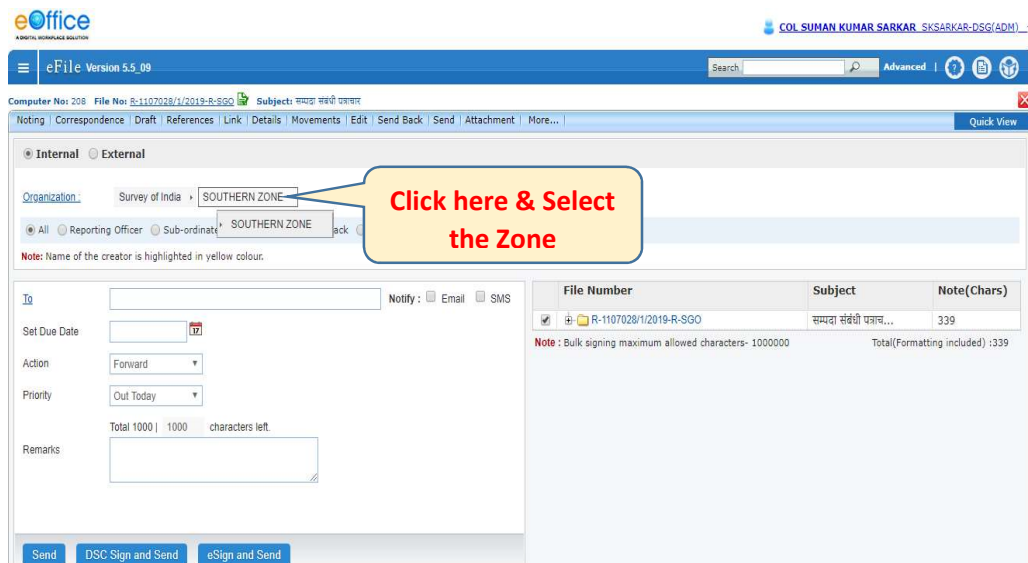 eOffice
A DIGITAL WORKPLACE SOLUTION
COL SUMAN KUMAR SARKAR SKSARKAR-DSG(ADM)
eFile Version 5.5_09
Search
Advanced |
Computer No: 208 File No: R-1107028/1/2019-R-SGO Subject: सम्पदा संबंधी पत्राचार
Noting | Correspondence | Draft | References | Link | Details | Movements | Edit | Send Back | Send | Attachment | More... |
Quick View
Internal External
Organization : Survey of India › SOUTHERN ZONE
SOUTHERN ZONE
Click here & Select
the Zone
All Reporting Officer Sub-ordinate ack
Note: Name of the creator is highlighted in yellow colour.
To
Notify : Email SMS
Set Due Date
17
Action Forward
Priority Out Today
Total 1000 | 1000 characters left.
Remarks
Send DSC Sign and Send eSign and Send
File Number Subject Note(Chars)
R-1107028/1/2019-R-SGO सम्पदा संबंधी पत्राच... 339
Note : Bulk signing maximum allowed characters- 1000000 Total(Formatting included) :339